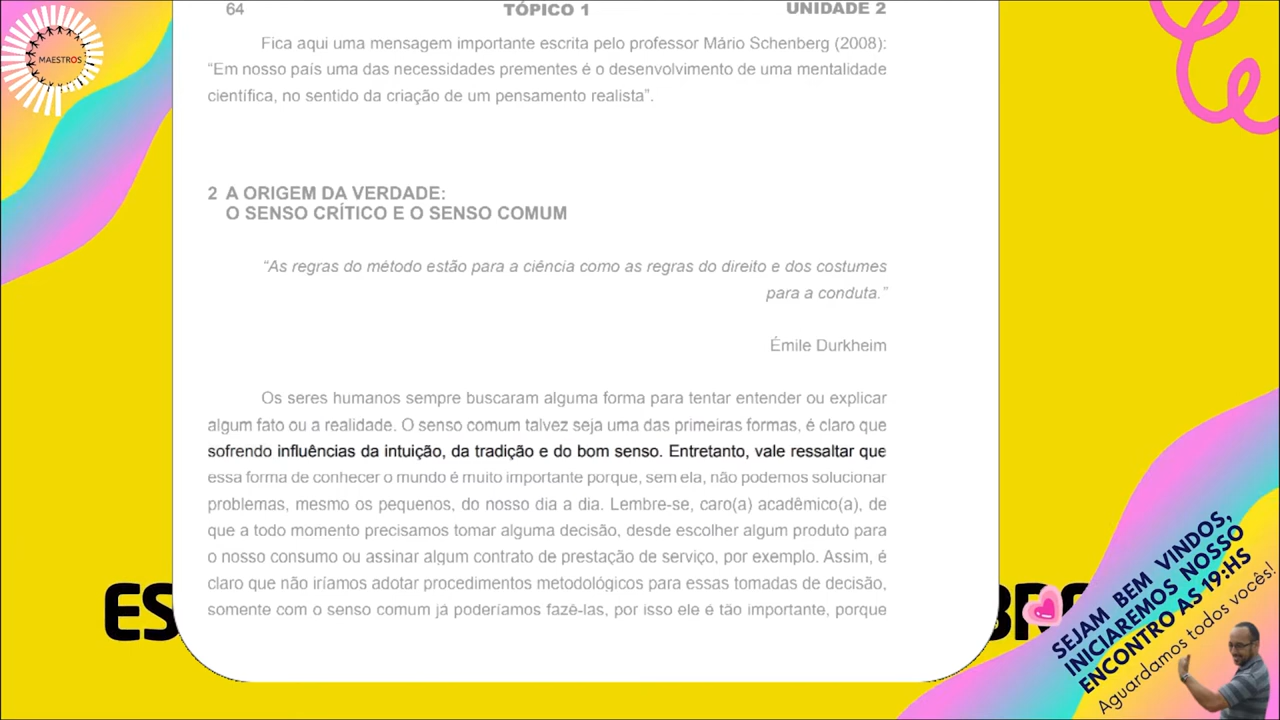 MAESTROS
64 TÓPICO 1 UNIDADE 2
Fica aqui uma mensagem importante escrita pelo professor Mário Schenberg (2008):
“Em nosso país uma das necessidades prementes é o desenvolvimento de uma mentalidade
científica, no sentido da criação de um pensamento realista”.
2 A ORIGEM DA VERDADE:
O SENSO CRÍTICO E O SENSO COMUM
“As regras do método estão para a ciência como as regras do direito e dos costumes
para a conduta.”
Émile Durkheim
Os seres humanos sempre buscaram alguma forma para tentar entender ou explicar
algum fato ou a realidade. O senso comum talvez seja uma das primeiras formas, é claro que
sofrendo influências da intuição, da tradição e do bom senso. Entretanto, vale ressaltar que
essa forma de conhecer o mundo é muito importante porque, sem ela, não podemos solucionar
problemas, mesmo os pequenos, do nosso dia a dia. Lembre-se, caro(a) acadêmico(a), de
que a todo momento precisamos tomar alguma decisão, desde escolher algum produto para
o nosso consumo ou assinar algum contrato de prestação de serviço, por exemplo. Assim, é
claro que não iríamos adotar procedimentos metodológicos para essas tomadas de decisão,
somente com o senso comum já poderíamos fazê-las, por isso ele é tão importante, porque
SEJAM BEM VINDOS,
INICIAREMOS NOSSO
ENCONTRO AS 19:HS
Aguardamos todos vocês!